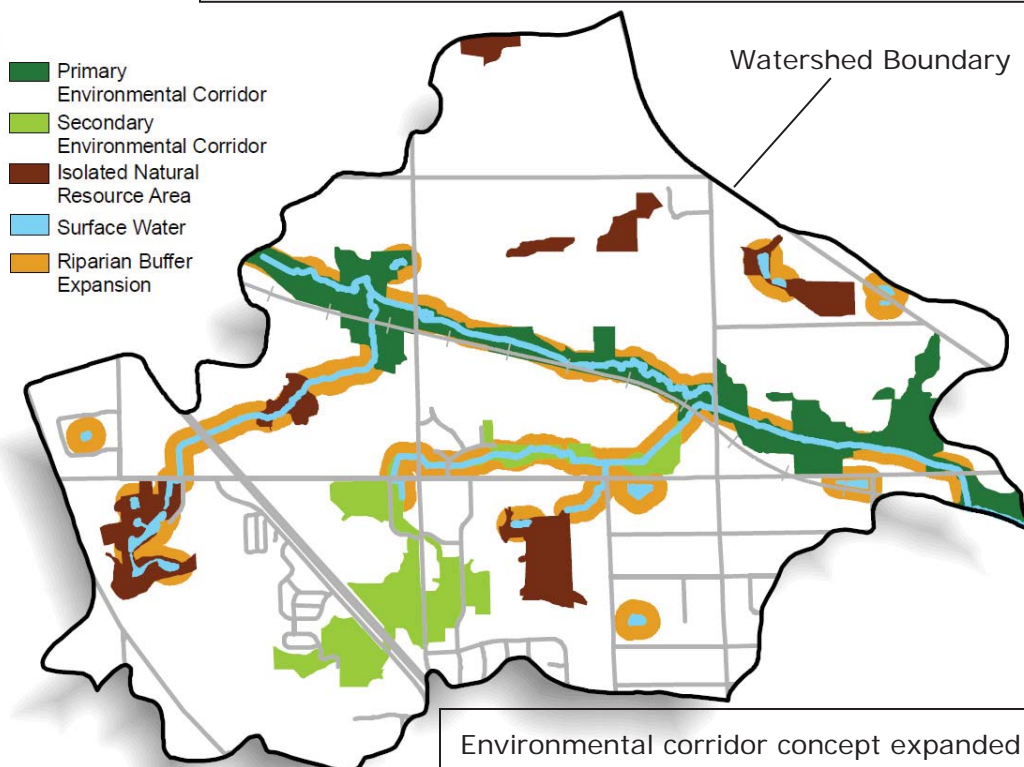 Watershed Boundary
Primary
Environmental Corridor
Secondary
Environmental Corridor
Isolated Natural
Resource Area
Surface Water
Riparian Buffer
Expansion
Environmental corridor concept expanded